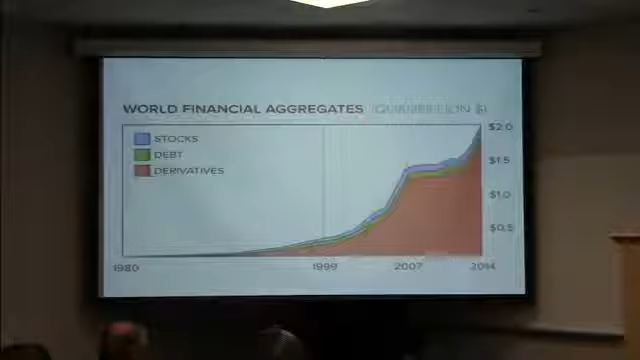 WORLD FINANCIAL AGGREGATES
STOCKS
DEBT
DERIVATIVES
$2.0
$1.5
$1.0
$0.5
1980
1999
2007
2014